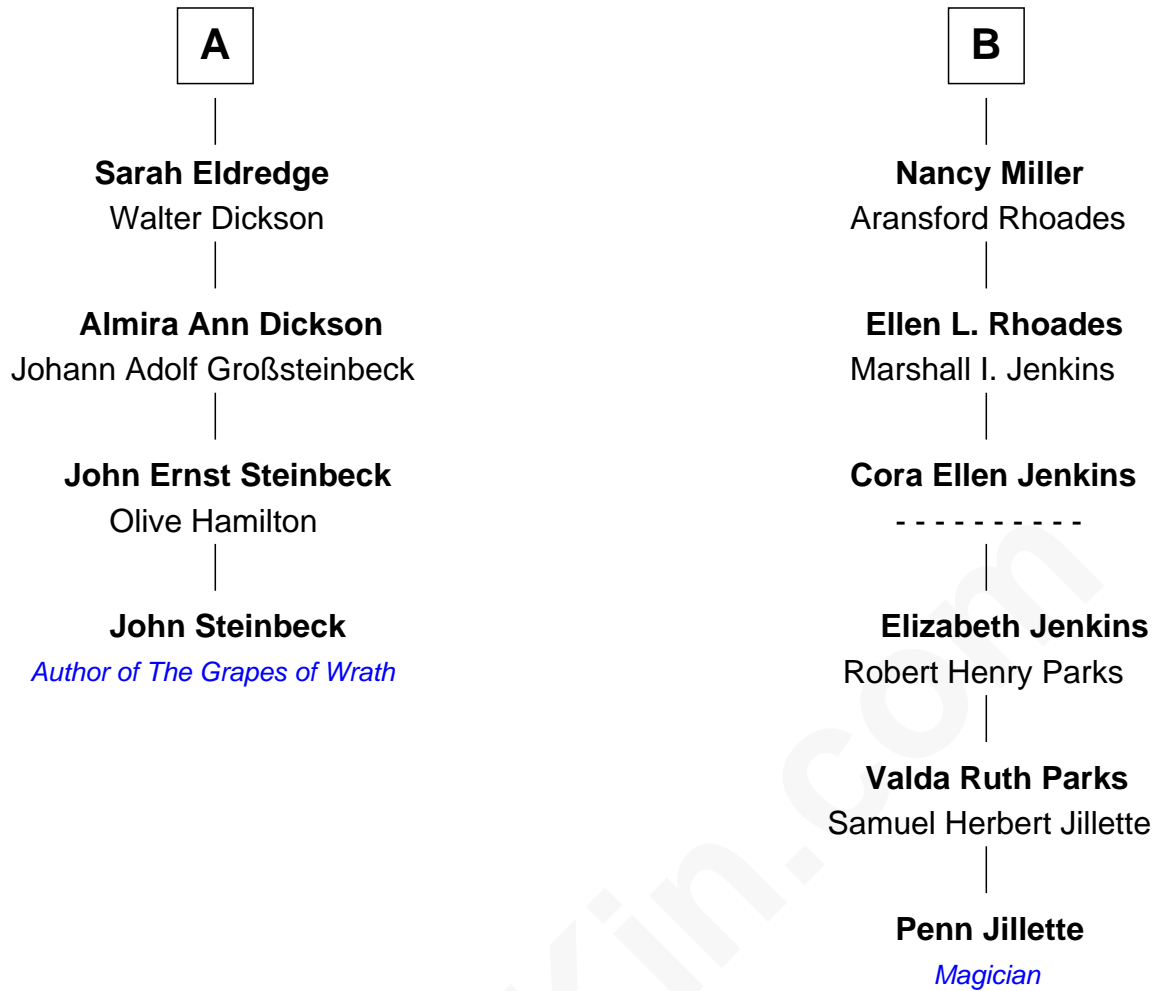 A
Sarah Eldredge
Walter Dickson
Almira Ann Dickson
Johann Adolf Großsteinbeck
John Ernst Steinbeck
Olive Hamilton
John Steinbeck
Author of The Grapes of Wrath
B
Nancy Miller
Aransford Rhoades
Ellen L. Rhoades
Marshall I. Jenkins
Cora Ellen Jenkins
- - - - - - - - - -
Elizabeth Jenkins
Robert Henry Parks
Valda Ruth Parks
Samuel Herbert Jillette
Penn Jillette
Magician